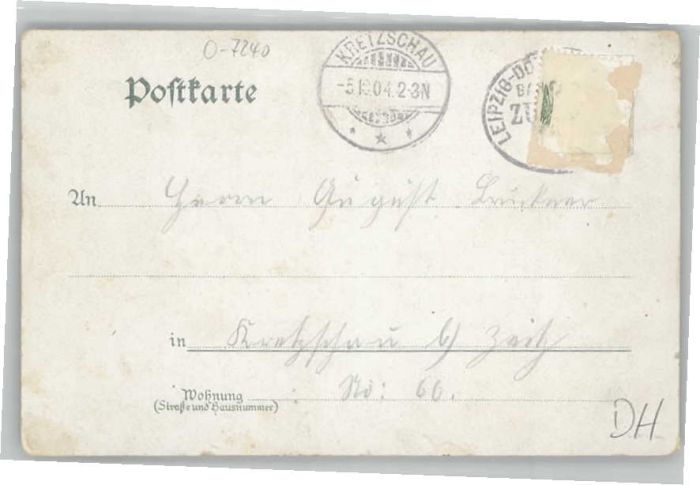 O-7240
Postkarte
KRETZSCHAU
-5.10.04.2-3N
LEIPZIG-DÖ
ZU
An Herrn August
in Kretzschau b/ Zeitz
Wohnung No: 66.
(Straße und Hausnummer)
DH